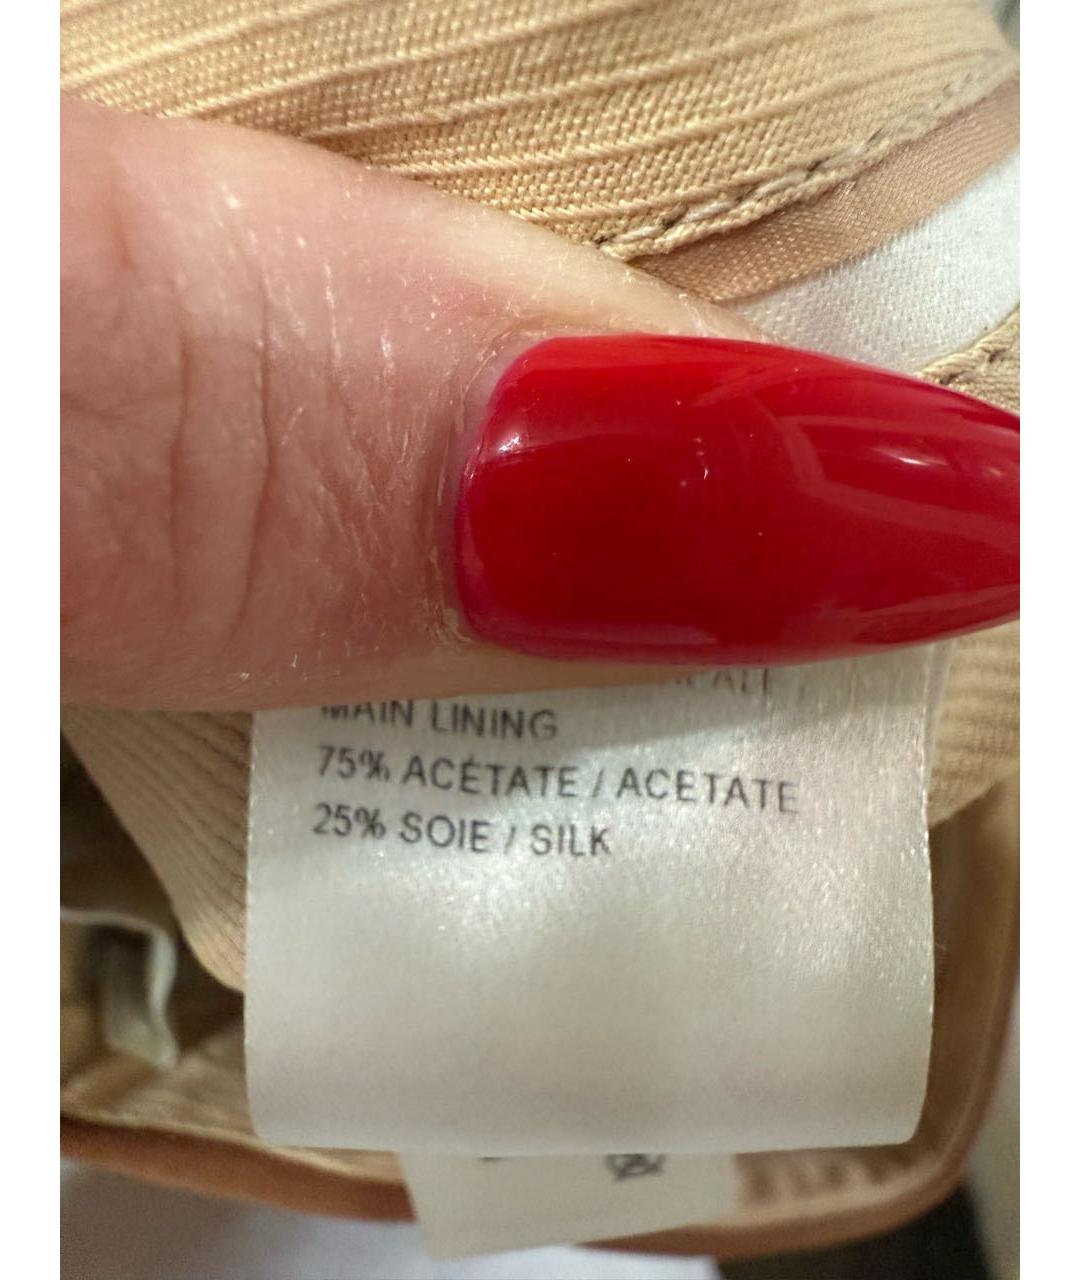 MAIN LINING
75% ACÉTATE / ACETATE
25% SOIE / SILK